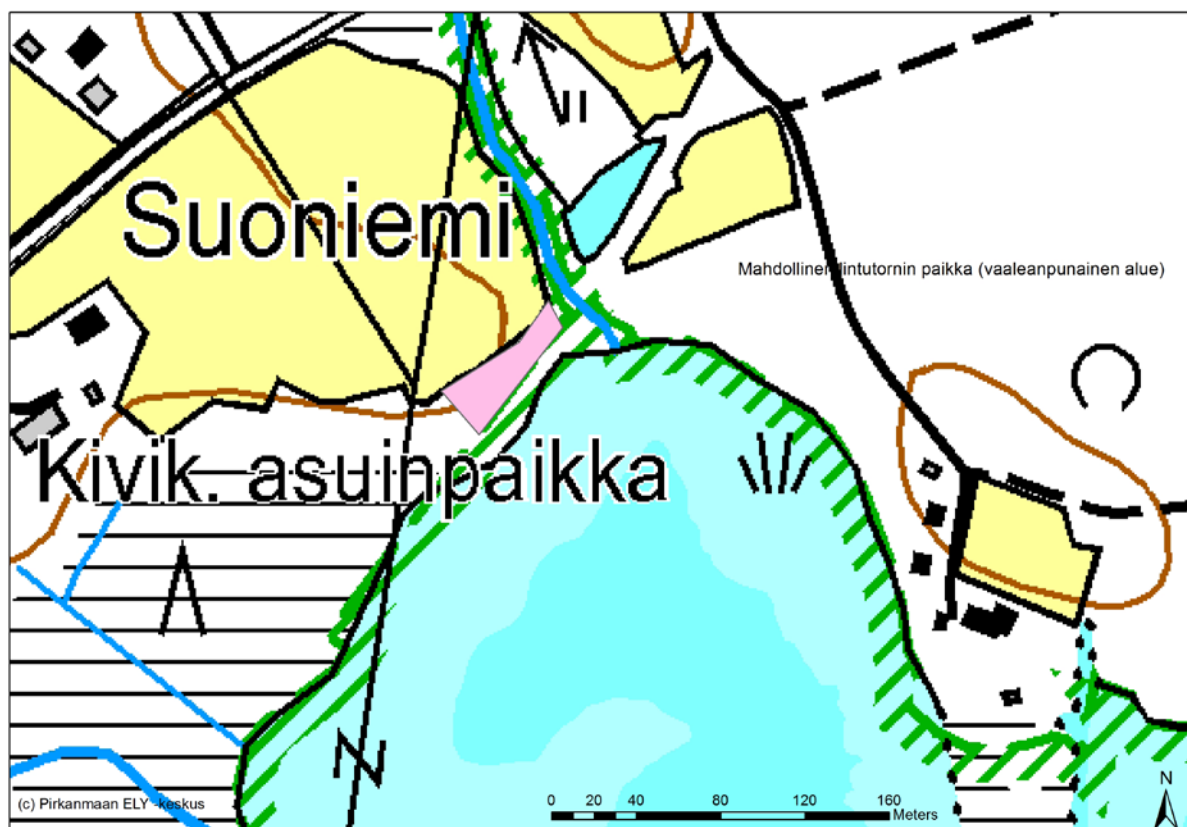 Suoniemi
Mahdollinen lintutornin paikka (vaaleanpunainen alue)
Kivik. asuinpaikka
N
(c) Pirkanmaan ELY -keskus
0 20 40 80 120 160
Meters